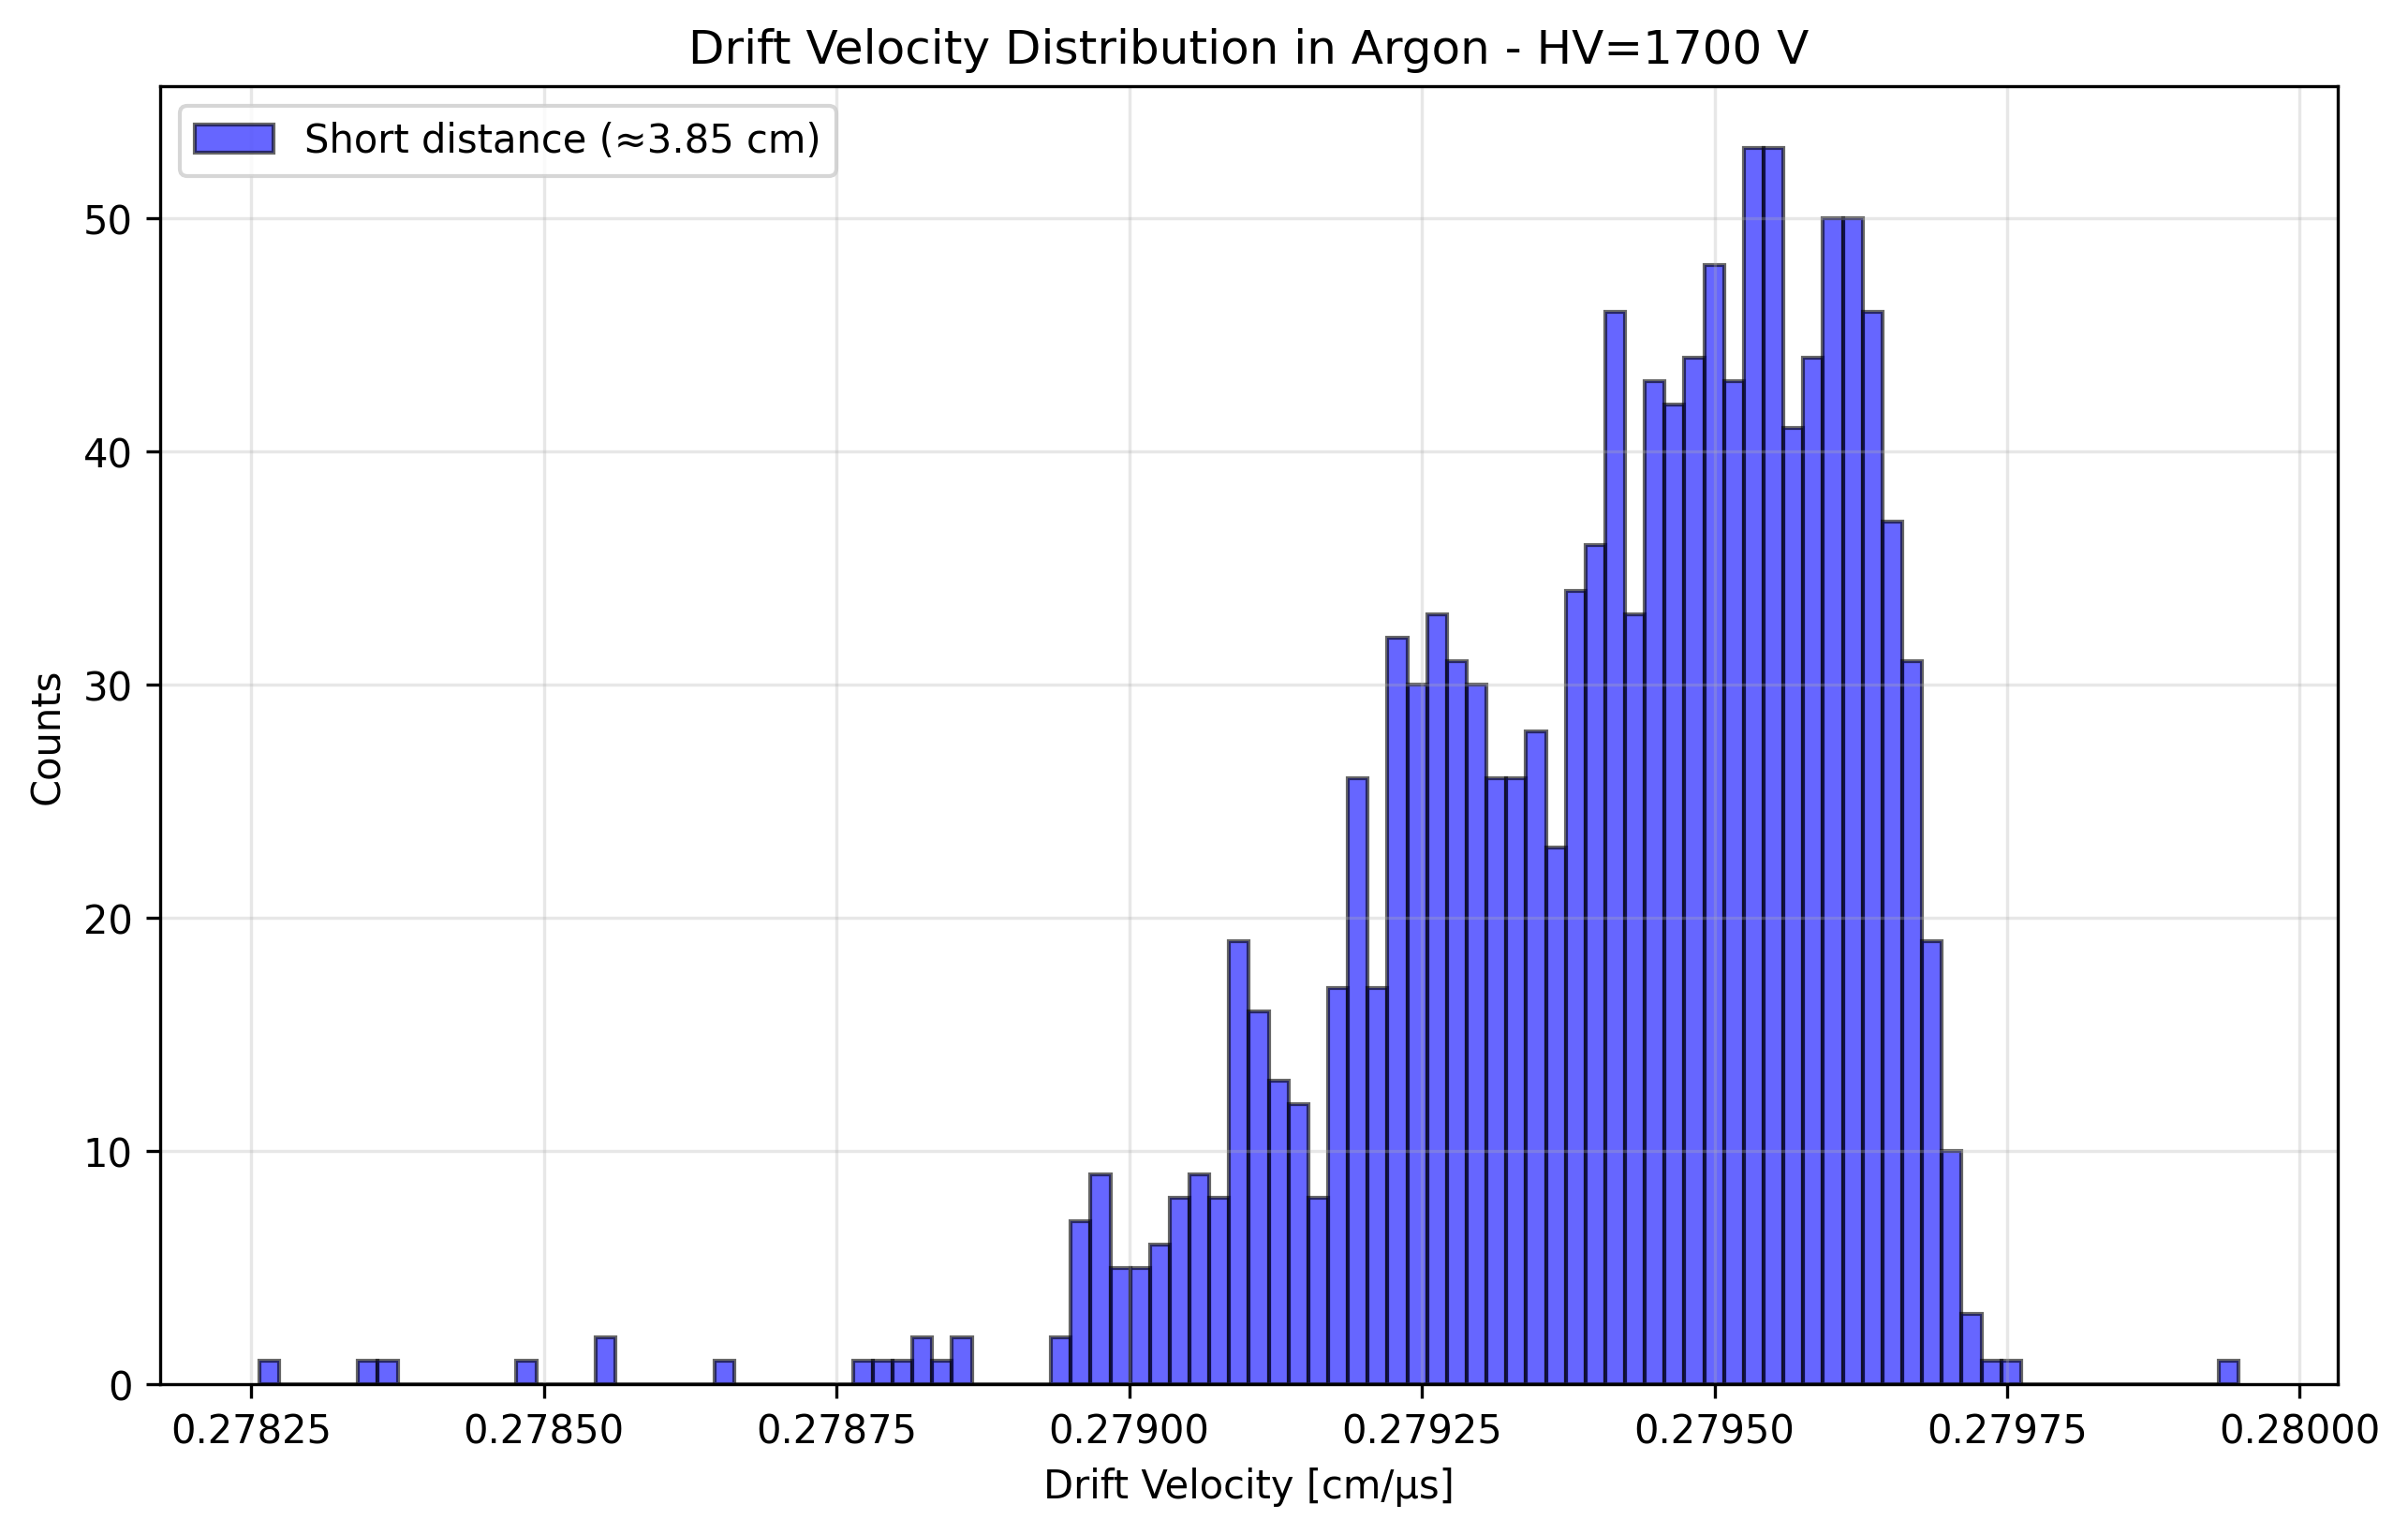 Drift Velocity Distribution in Argon - HV=1700 V
Short distance (≈3.85 cm)
Counts
50
40
30
20
10
0
0.27825 0.27850 0.27875 0.27900 0.27925 0.27950 0.27975 0.28000
Drift Velocity [cm/μs]